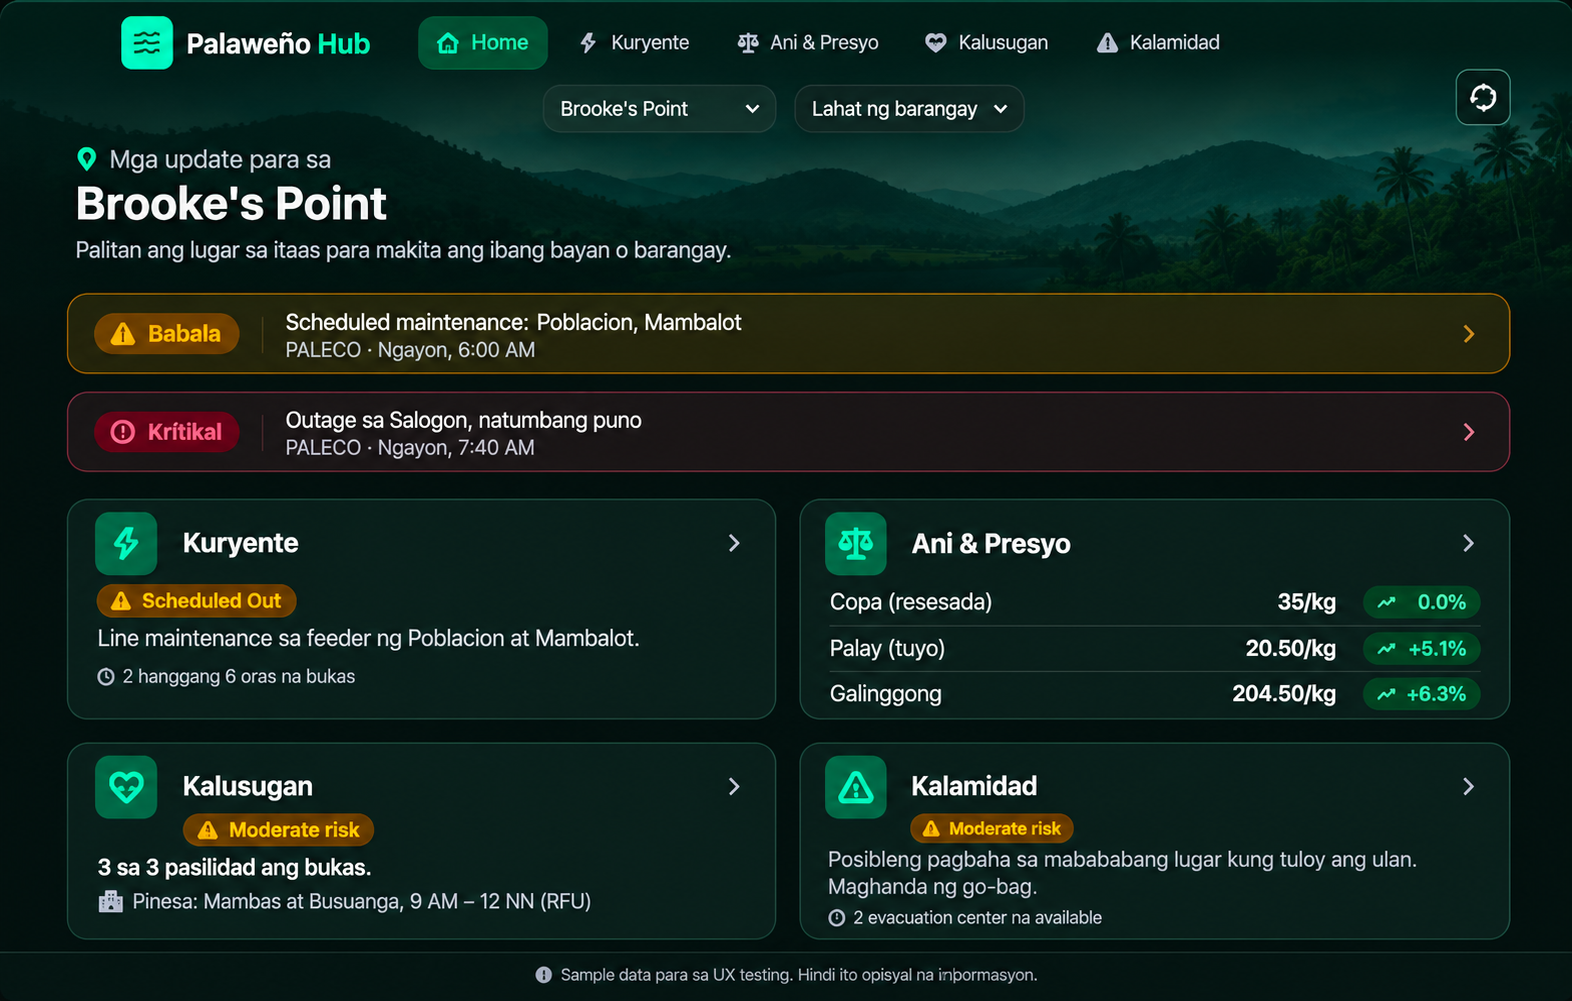 Palaweño Hub
Home
Kuryente
Ani & Presyo
Kalusugan
Kalamidad
Brooke's Point
Lahat ng barangay
Mga update para sa
Brooke's Point
Palitan ang lugar sa itaas para makita ang ibang bayan o barangay.
Babala
Scheduled maintenance: Poblacion, Mambalot
PALECO · Ngayon, 6:00 AM
Krítikal
Outage sa Salogon, natumbang puno
PALECO · Ngayon, 7:40 AM
Kuryente
Scheduled Out
Line maintenance sa feeder ng Poblacion at Mambalot.
2 hanggang 6 oras na bukas
Ani & Presyo
Copa (resesada) 35/kg 0.0%
Palay (tuyo) 20.50/kg +5.1%
Galinggong 204.50/kg +6.3%
Kalusugan
Moderate risk
3 sa 3 pasilidad ang bukas.
Pinesa: Mambas at Busuanga, 9 AM – 12 NN (RFU)
Kalamidad
Moderate risk
Posibleng pagbaha sa mabababang lugar kung tuloy ang ulan.
Maghanda ng go-bag.
2 evacuation center na available
Sample data para sa UX testing. Hindi ito opisyal na inpormasyon.